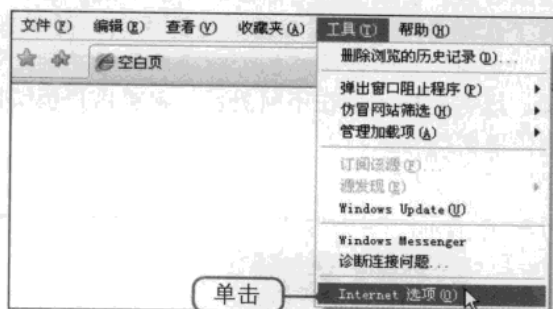 文件(F) 编辑(E) 查看(V) 收藏夹(A) 工具(T) 帮助(H)
空白页
删除浏览的历史记录(D)...
弹出窗口阻止程序(P)
仿冒网站筛选(H)
管理加载项(A)
订阅该源(F)...
源发现(E)
Windows Update(U)
Windows Messenger
诊断连接问题...
Internet 选项(O)
单击